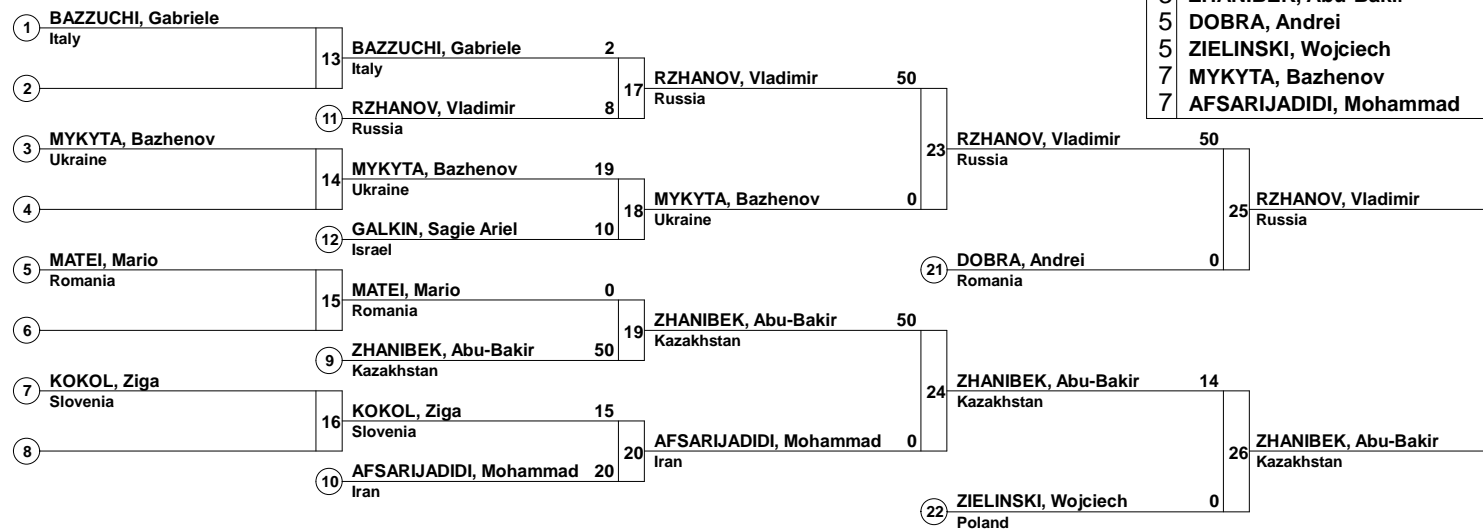 ZHANIBEK, Abu-Bakir
5 DOBRA, Andrei
5 ZIELINSKI, Wojciech
7 MYKYTA, Bazhenov
7 AFSARIJADIDI, Mohammad
1 BAZZUCHI, Gabriele
Italy
2
3 MYKYTA, Bazhenov
Ukraine
4
5 MATEI, Mario
Romania
6
7 KOKOL, Ziga
Slovenia
8
13 BAZZUCHI, Gabriele 2
Italy
11 RZHANOV, Vladimir 8
Russia
14 MYKYTA, Bazhenov 19
Ukraine
12 GALKIN, Sagie Ariel 10
Israel
15 MATEI, Mario 0
Romania
9 ZHANIBEK, Abu-Bakir 50
Kazakhstan
16 KOKOL, Ziga 15
Slovenia
10 AFSARIJADIDI, Mohammad 20
Iran
17 RZHANOV, Vladimir 50
Russia
18 MYKYTA, Bazhenov 0
Ukraine
19 ZHANIBEK, Abu-Bakir 50
Kazakhstan
20 AFSARIJADIDI, Mohammad 0
Iran
23 RZHANOV, Vladimir 50
Russia
21 DOBRA, Andrei 0
Romania
24 ZHANIBEK, Abu-Bakir 14
Kazakhstan
22 ZIELINSKI, Wojciech 0
Poland
25 RZHANOV, Vladimir
Russia
26 ZHANIBEK, Abu-Bakir
Kazakhstan